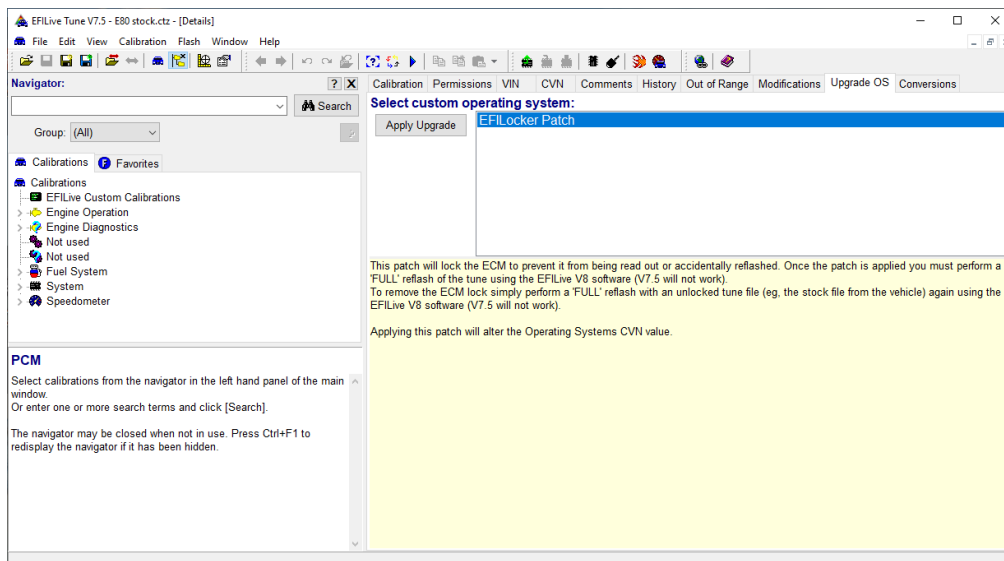 EFILive Tune V7.5 - E80 stock.ctz - [Details]
File Edit View Calibration Flash Window Help
Navigator:
Search
Group: (All)
Calibrations Favorites
Calibrations
EFILive Custom Calibrations
Engine Operation
Engine Diagnostics
Not used
Not used
Fuel System
System
Speedometer
PCM
Select calibrations from the navigator in the left hand panel of the main
window.
Or enter one or more search terms and click [Search].
The navigator may be closed when not in use. Press Ctrl+F1 to
redisplay the navigator if it has been hidden.
Calibration Permissions VIN CVN Comments History Out of Range Modifications Upgrade OS Conversions
Select custom operating system:
Apply Upgrade
EFILocker Patch
This patch will lock the ECM to prevent it from being read out or accidentally reflashed. Once the patch is applied you must perform a
'FULL' reflash of the tune using the EFILive V8 software (V7.5 will not work).
To remove the ECM lock simply perform a 'FULL' reflash with an unlocked tune file (eg, the stock file from the vehicle) again using the
EFILive V8 software (V7.5 will not work).
Applying this patch will alter the Operating Systems CVN value.